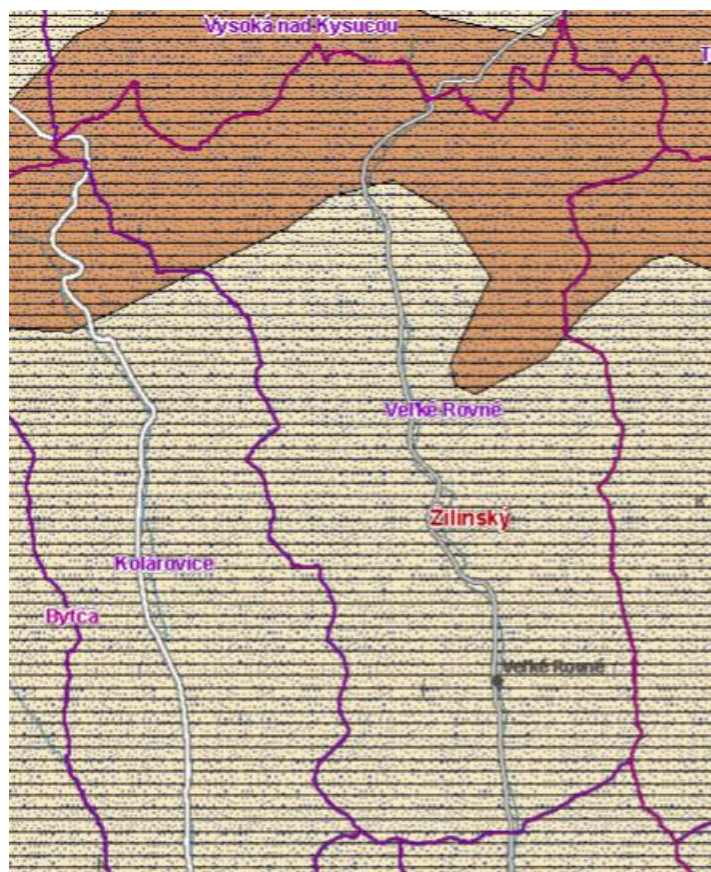 Vysoká nad Kysucou
T
Veľké Rovné
Žilinský
Kolárovice
Bytča
Veľké Rovné